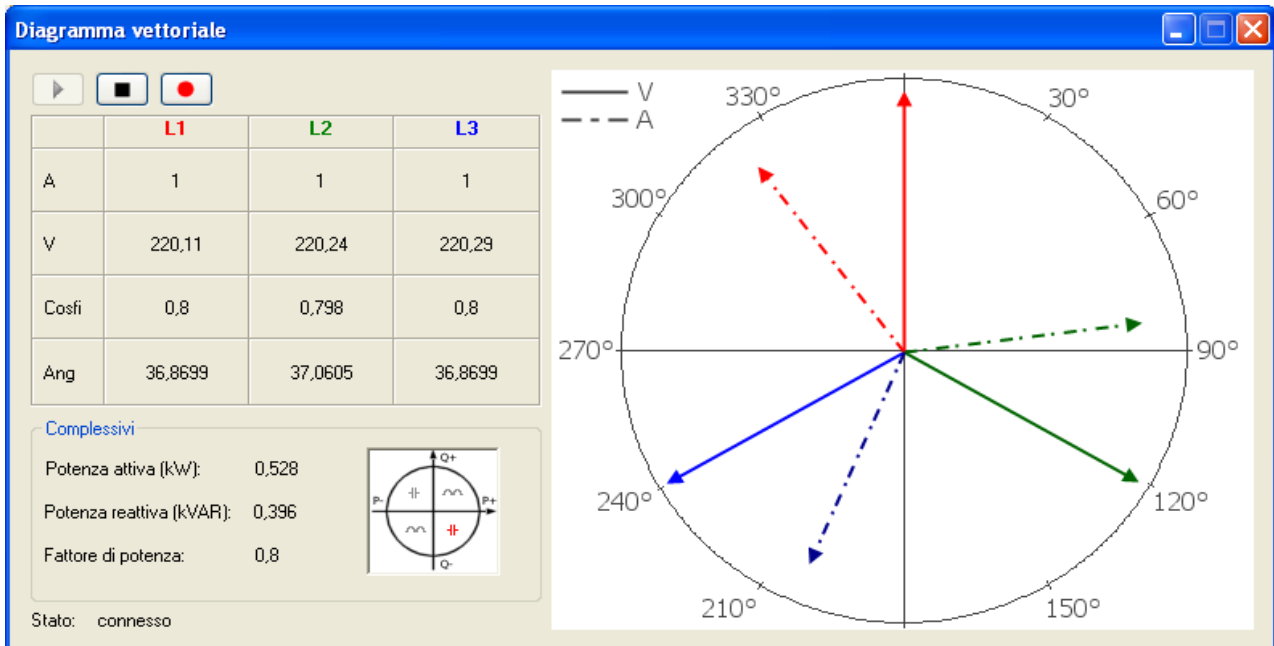 Diagramma vettoriale
L1 L2 L3
A 1 1 1
V 220,11 220,24 220,29
Cosfi 0,8 0,798 0,8
Ang 36,8699 37,0605 36,8699
Complessivi
Potenza attiva (kW): 0,528
Potenza reattiva (kVAR): 0,396
Fattore di potenza: 0,8
Q+
P- P+
Q-
Stato: connesso
V
A
330° 30°
300° 60°
270° 90°
240° 120°
210° 150°